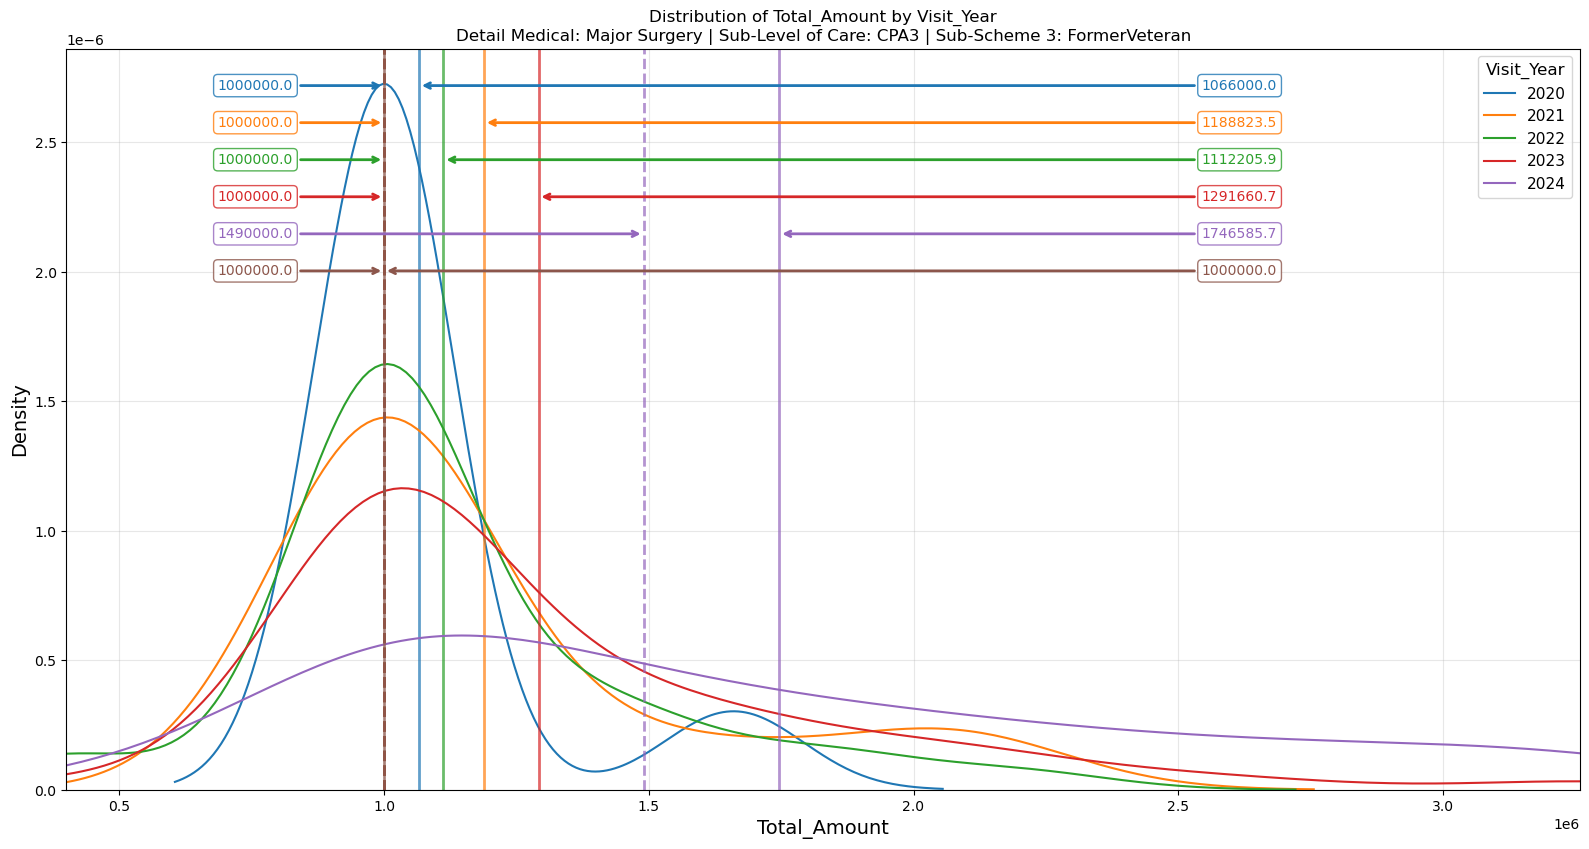 Distribution of Total_Amount by Visit_Year
Detail Medical: Major Surgery | Sub-Level of Care: CPA3 | Sub-Scheme 3: FormerVeteran
1e−6
Visit_Year
2020
2021
2022
2023
2024
1000000.0 1066000.0
1000000.0 1188823.5
1000000.0 1112205.9
1000000.0 1291660.7
1490000.0 1746585.7
1000000.0 1000000.0
2.5
2.0
1.5
1.0
0.5
0.0
Density
0.5 1.0 1.5 2.0 2.5 3.0
1e6
Total_Amount